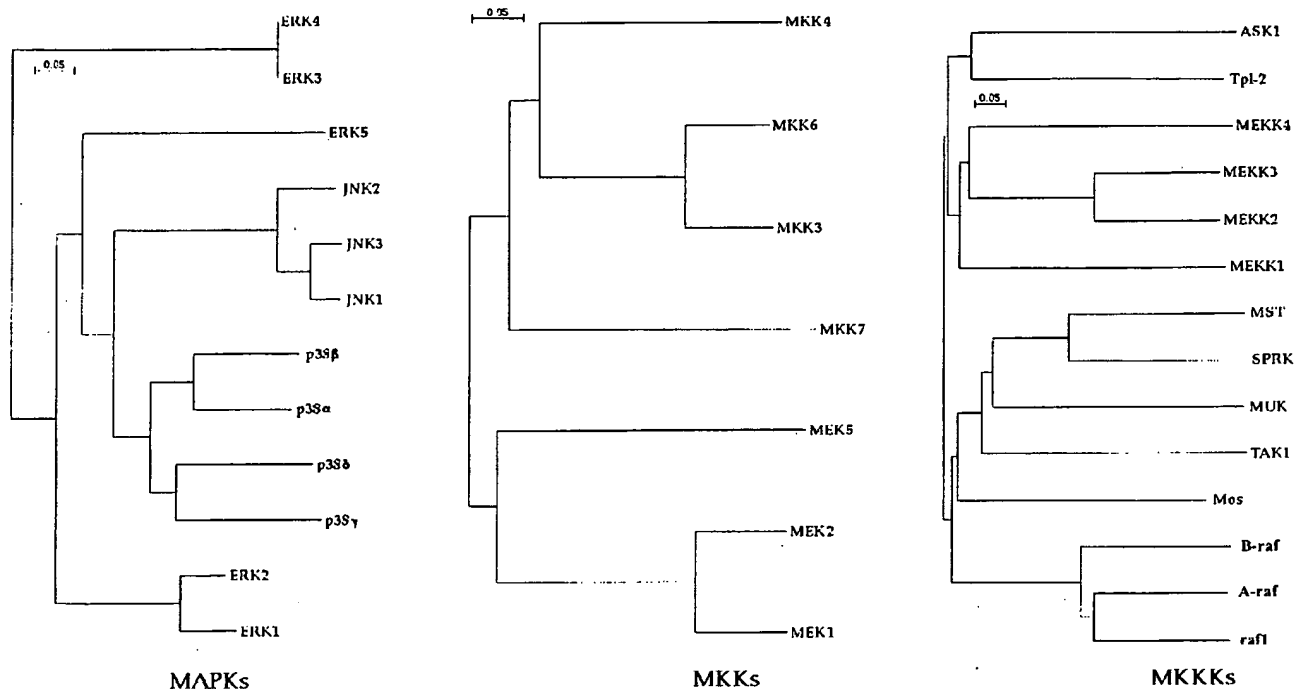 ERK4
0.05
ERK3
ERK5
JNK2
JNK3
JNK1
p38β
p38α
p38δ
p38γ
ERK2
ERK1
MAPKs
0.05
MKK4
MKK6
MKK3
MKK7
MEK5
MEK2
MEK1
MKKs
ASK1
Tpl-2
0.05
MEKK4
MEKK3
MEKK2
MEKK1
MST
SPRK
MUK
TAK1
Mos
B-raf
A-raf
raf1
MKKKs